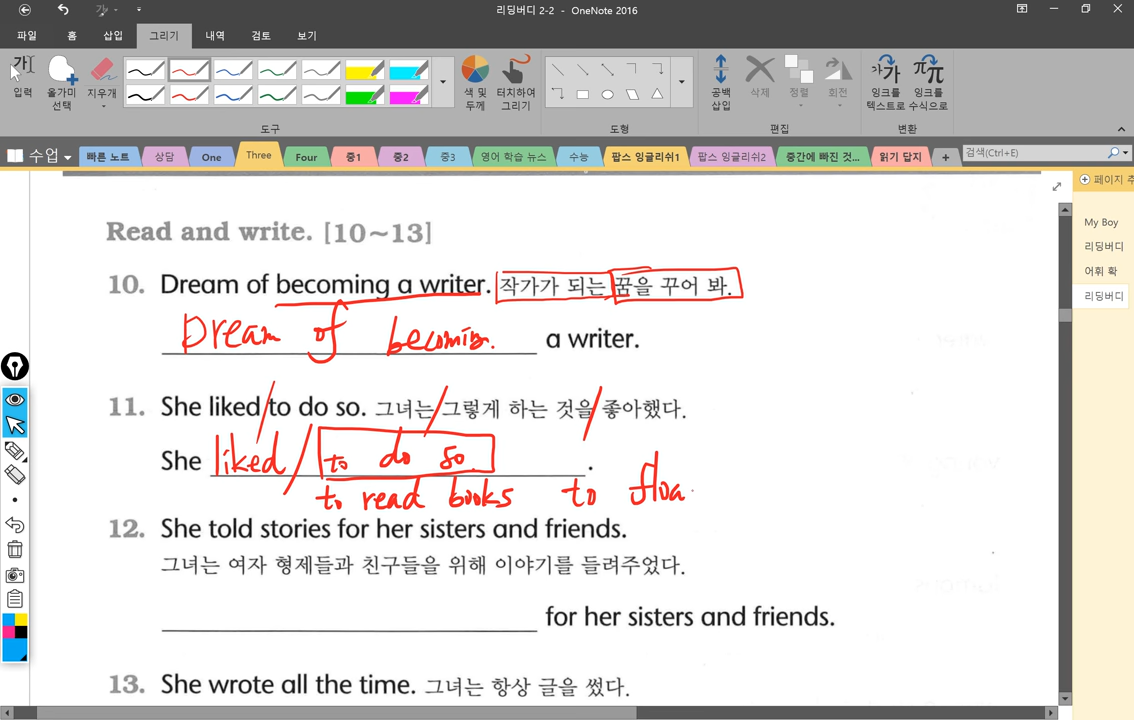 리딩버디 2-2 - OneNote 2016
파일 홈 삽입 그리기 내역 검토 보기
입력 올가미 선택 지우개 색 및 두께 터치하여 그리기 공백 삽입 삭제 정렬 회전 잉크를 텍스트로 잉크를 수식으로
도구 도형 편집 변환
수업 빠른 노트 상담 One Three Four 중1 중2 중3 영어 학습 뉴스 수능 팝스 잉글리쉬1 팝스 잉글리쉬2 중간에 빠진 것... 읽기 답지 + 검색(Ctrl+E)
페이지 추
My Boy
리딩버디
어휘 확
리딩버디
Read and write. [10~13]
10. Dream of becoming a writer. 작가가 되는 꿈을 꾸어 봐.
Dream of becoming a writer.
11. She liked to do so. 그녀는 그렇게 하는 것을 좋아했다.
She liked to do so.
to read books to
12. She told stories for her sisters and friends.
그녀는 여자 형제들과 친구들을 위해 이야기를 들려주었다.
for her sisters and friends.
13. She wrote all the time. 그녀는 항상 글을 썼다.